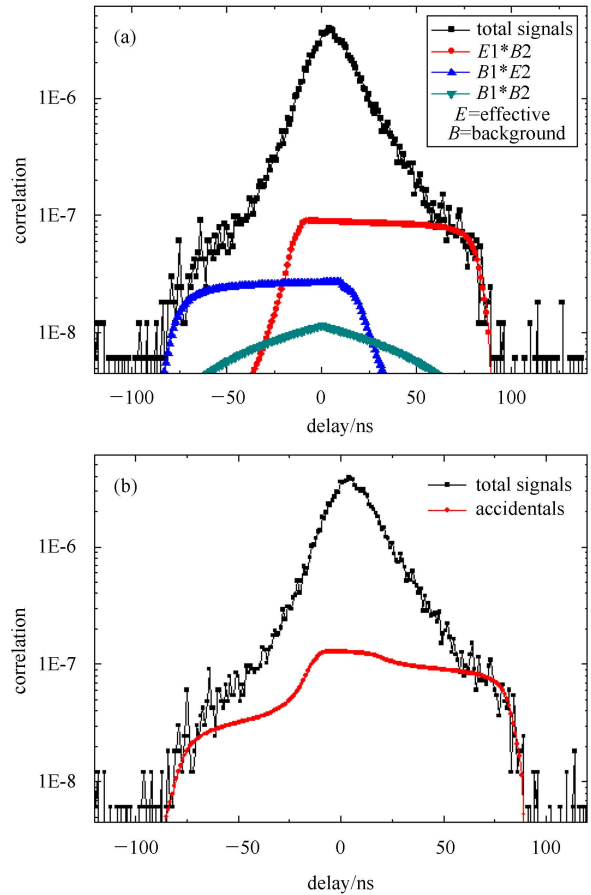 (a)
total signals
E1*B2
B1*E2
B1*B2
E=effective
B=background
1E-6
1E-7
1E-8
correlation
−100 −50 0 50 100
delay/ns
(b)
total signals
accidentals
1E-6
1E-7
1E-8
correlation
−100 −50 0 50 100
delay/ns